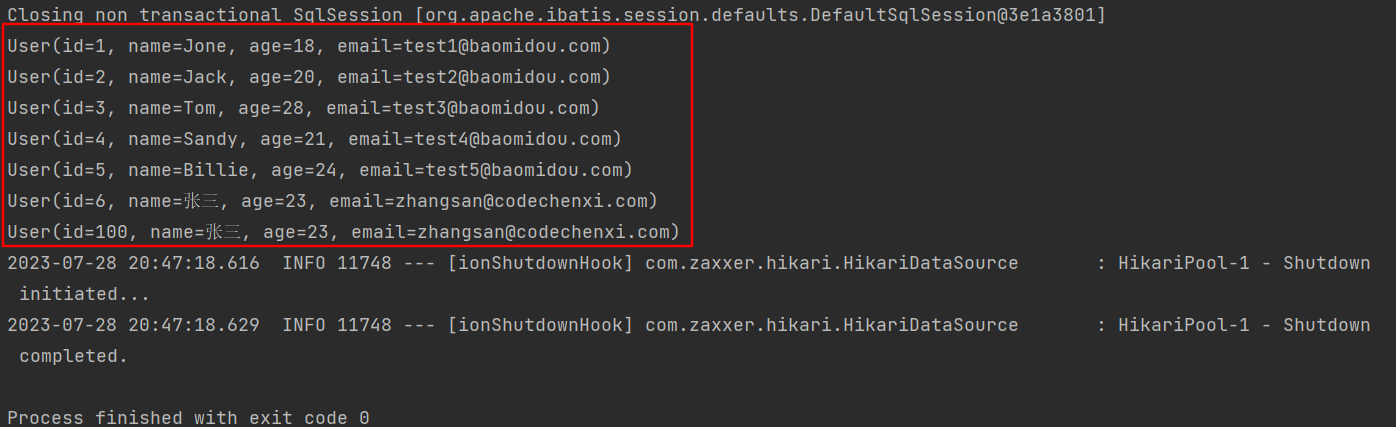 Closing non transactional SqlSession [org.apache.ibatis.session.defaults.DefaultSqlSession@3e1a3801]
User(id=1, name=Jone, age=18, email=test1@baomidou.com)
User(id=2, name=Jack, age=20, email=test2@baomidou.com)
User(id=3, name=Tom, age=28, email=test3@baomidou.com)
User(id=4, name=Sandy, age=21, email=test4@baomidou.com)
User(id=5, name=Billie, age=24, email=test5@baomidou.com)
User(id=6, name=张三, age=23, email=zhangsan@codechenxi.com)
User(id=100, name=张三, age=23, email=zhangsan@codechenxi.com)
2023-07-28 20:47:18.616  INFO 11748 --- [ionShutdownHook] com.zaxxer.hikari.HikariDataSource       : HikariPool-1 - Shutdown
 initiated...
2023-07-28 20:47:18.629  INFO 11748 --- [ionShutdownHook] com.zaxxer.hikari.HikariDataSource       : HikariPool-1 - Shutdown
 completed.
Process finished with exit code 0